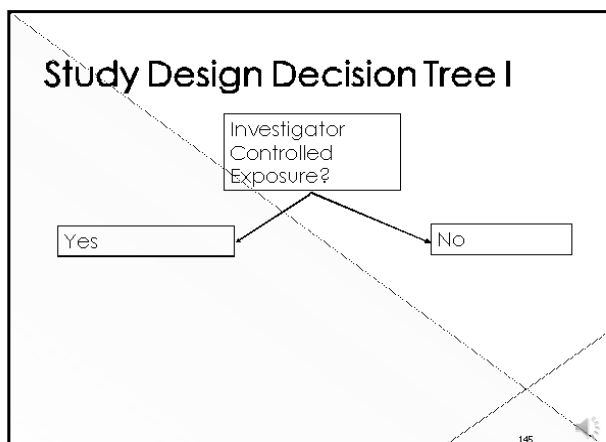 Study Design Decision Tree I
Investigator
Controlled
Exposure?
Yes
No
145